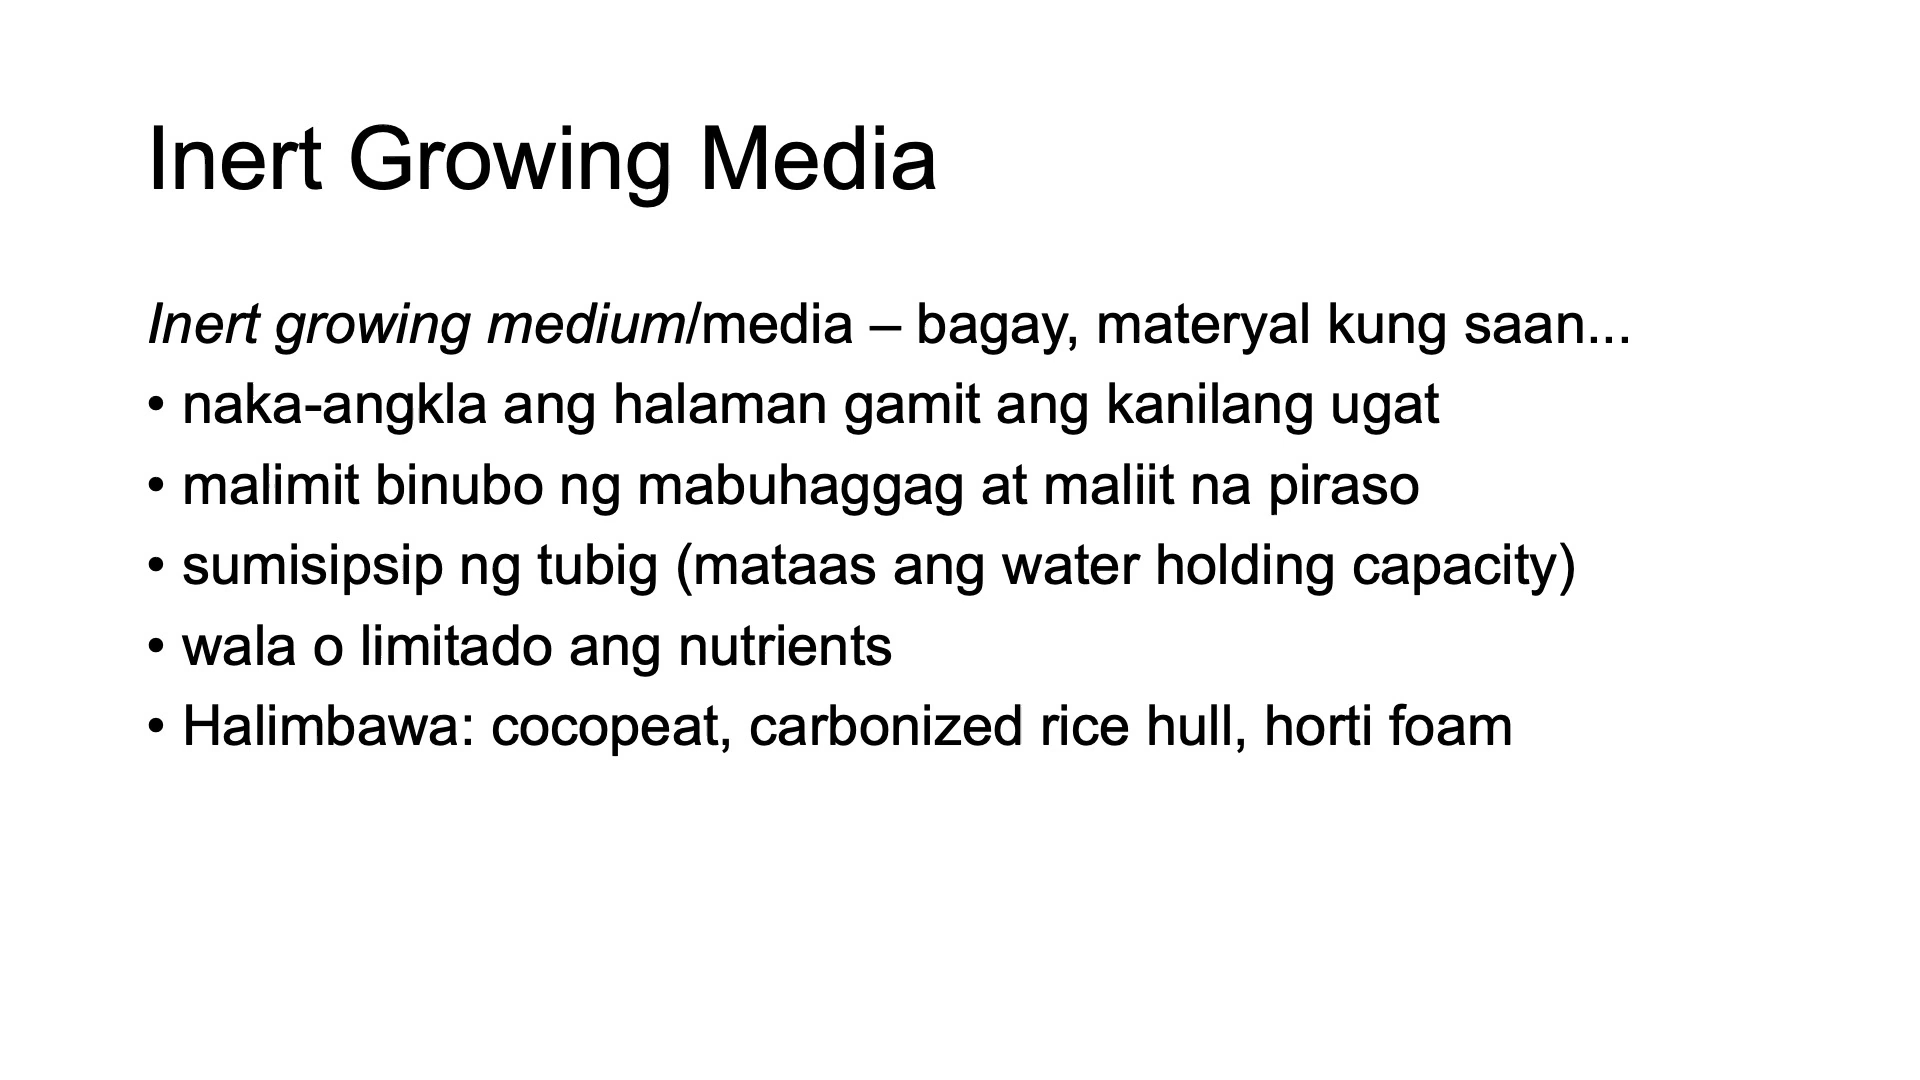 Inert Growing Media
Inert growing medium/media – bagay, materyal kung saan...
• naka-angkla ang halaman gamit ang kanilang ugat
• malimit binubo ng mabuhaggag at maliit na piraso
• sumisipsip ng tubig (mataas ang water holding capacity)
• wala o limitado ang nutrients
• Halimbawa: cocopeat, carbonized rice hull, horti foam